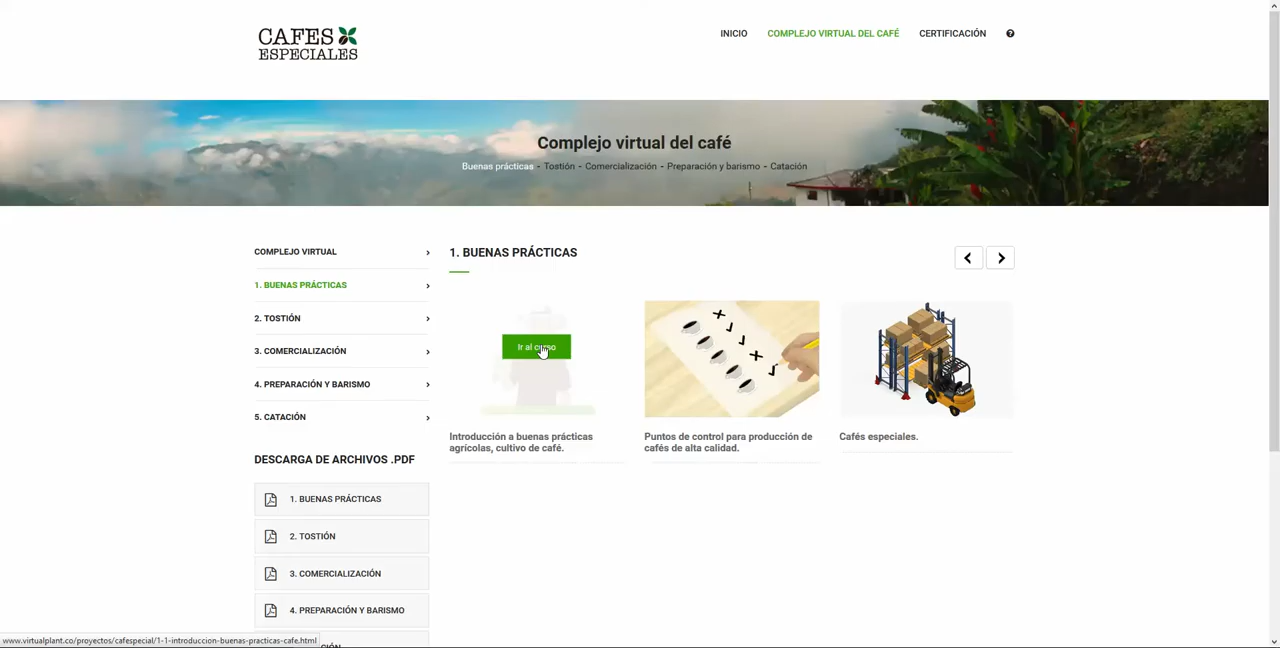 CAFES
ESPECIALES
INICIO
COMPLEJO VIRTUAL DEL CAFÉ
CERTIFICACIÓN
Complejo virtual del café
Buenas prácticas - Tostión - Comercialización - Preparación y barismo - Catación
COMPLEJO VIRTUAL
1. BUENAS PRÁCTICAS
2. TOSTIÓN
3. COMERCIALIZACIÓN
4. PREPARACIÓN Y BARISMO
5. CATACIÓN
DESCARGA DE ARCHIVOS .PDF
1. BUENAS PRÁCTICAS
2. TOSTIÓN
3. COMERCIALIZACIÓN
4. PREPARACIÓN Y BARISMO
1. BUENAS PRÁCTICAS
Ir al curso
Introducción a buenas prácticas
agrícolas, cultivo de café.
Puntos de control para producción de
cafés de alta calidad.
Cafés especiales.
www.virtualplant.co/proyectos/cafespecial/1-1-introduccion-buenas-practicas-cafe.html